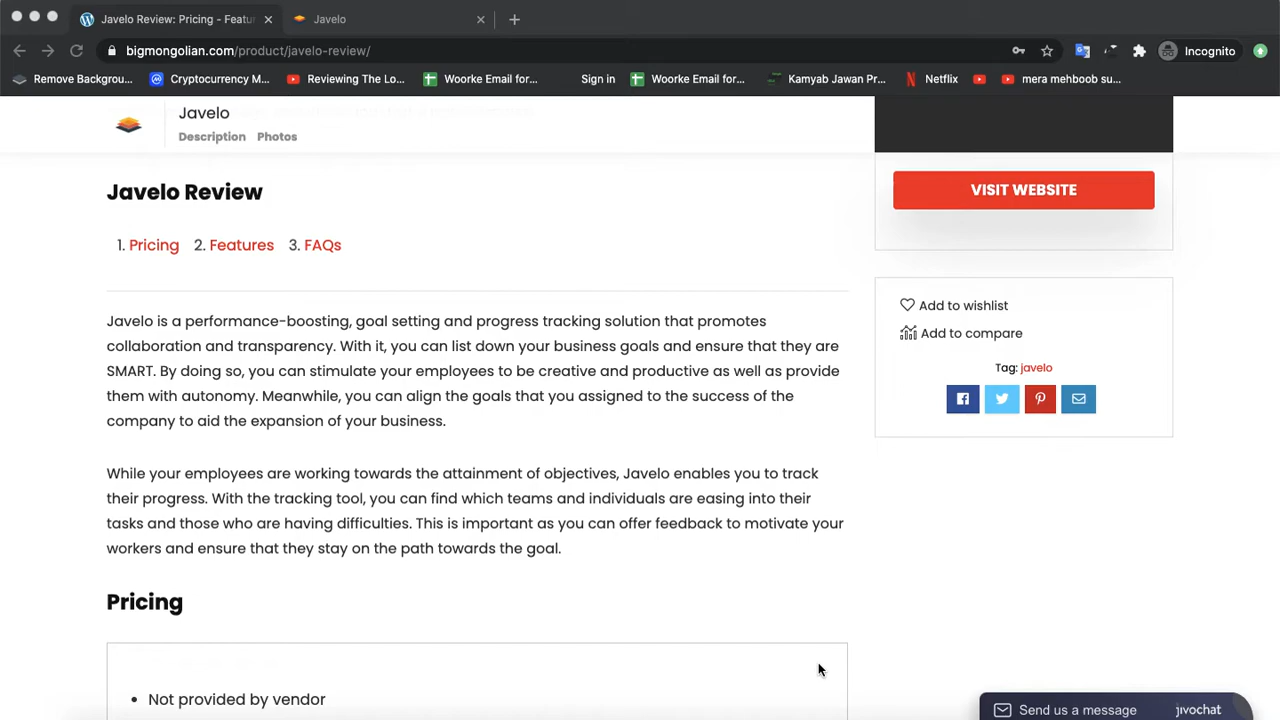 Javelo Review: Pricing - Featu
Javelo
bigmongolian.com/product/javelo-review/
Incognito
Remove Backgrou...
Cryptocurrency M...
Reviewing The Lo...
Woorke Email for...
Sign in
Woorke Email for...
Kamyab Jawan Pr...
Netflix
mera mehboob su...
Javelo
Description Photos
VISIT WEBSITE
Javelo Review
1. Pricing 2. Features 3. FAQs
Add to wishlist
Add to compare
Tag: javelo
Javelo is a performance-boosting, goal setting and progress tracking solution that promotes
collaboration and transparency. With it, you can list down your business goals and ensure that they are
SMART. By doing so, you can stimulate your employees to be creative and productive as well as provide
them with autonomy. Meanwhile, you can align the goals that you assigned to the success of the
company to aid the expansion of your business.
While your employees are working towards the attainment of objectives, Javelo enables you to track
their progress. With the tracking tool, you can find which teams and individuals are easing into their
tasks and those who are having difficulties. This is important as you can offer feedback to motivate your
workers and ensure that they stay on the path towards the goal.
Pricing
• Not provided by vendor
Send us a message jivochat